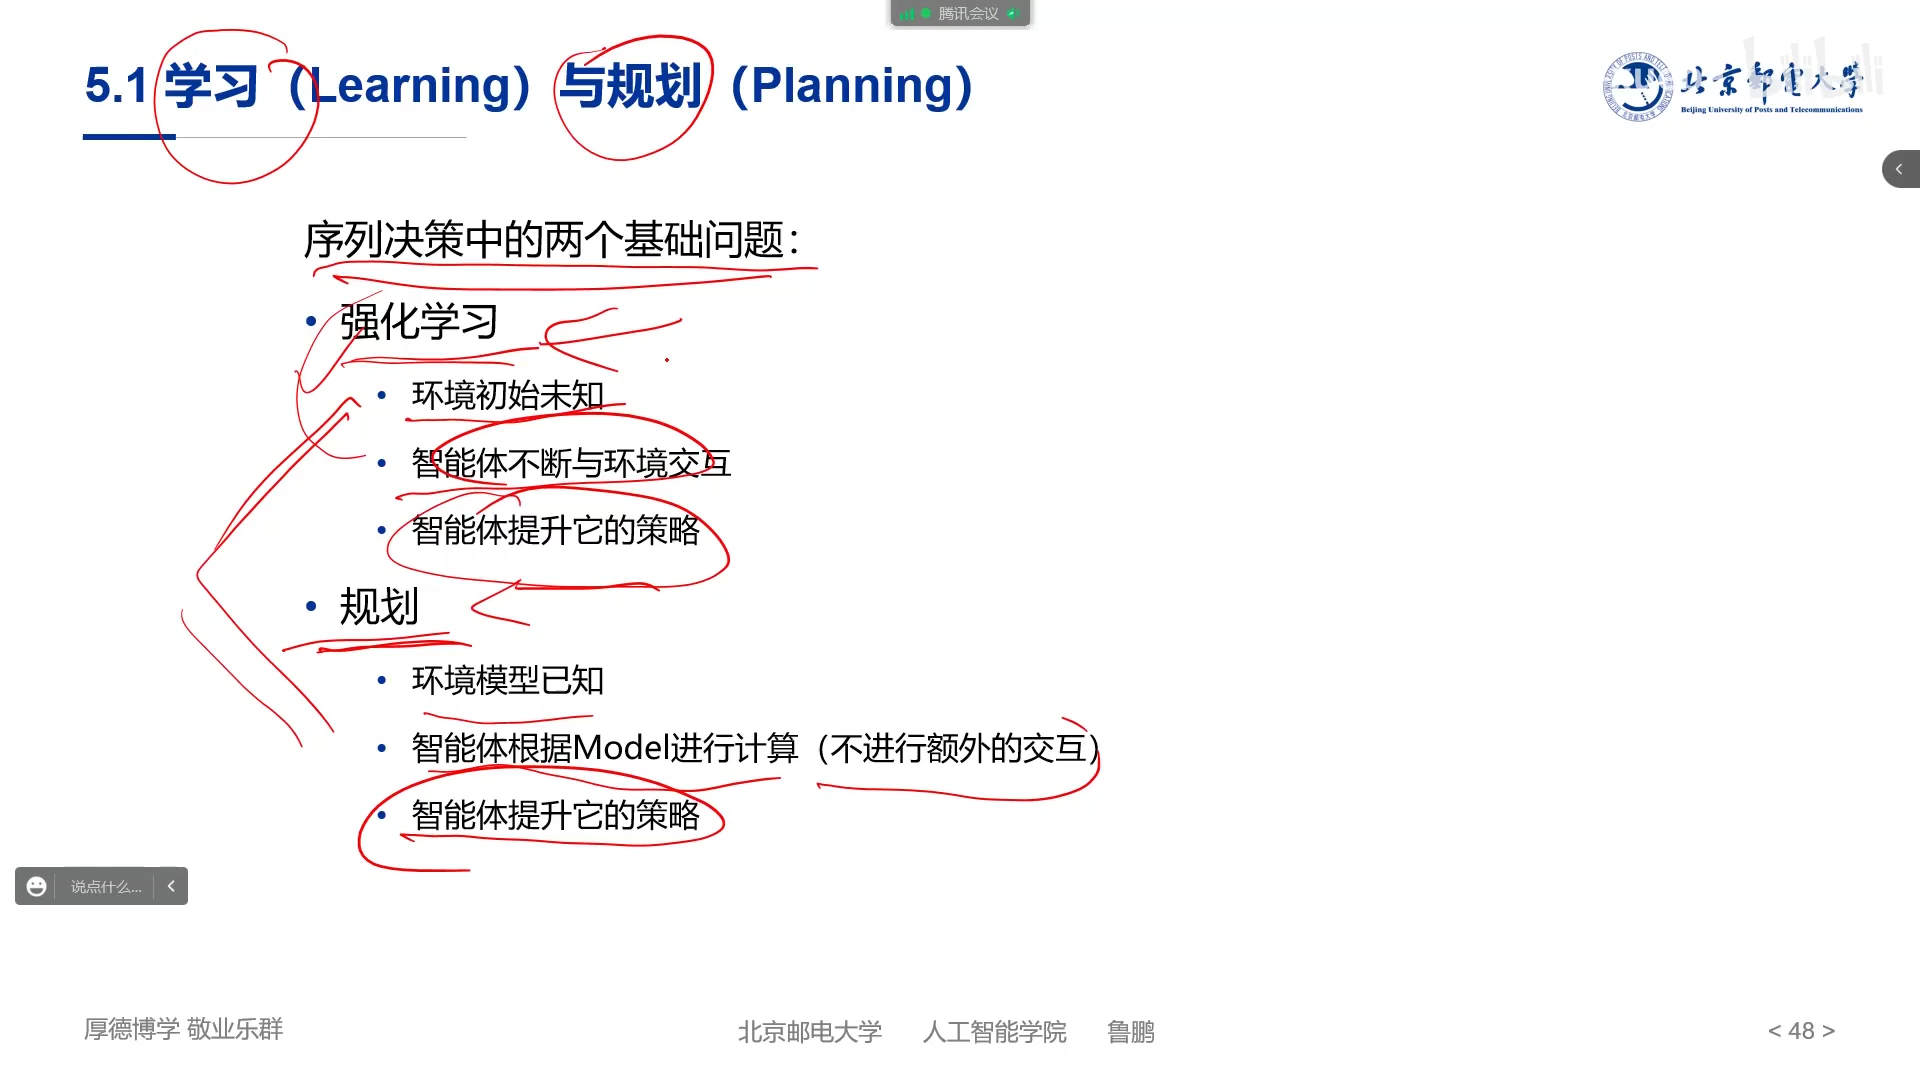 腾讯会议
5.1 学习（Learning）与规划（Planning）
北京邮电大学
Beijing University of Posts and Telecommunications
序列决策中的两个基础问题：
• 强化学习
• 环境初始未知
• 智能体不断与环境交互
• 智能体提升它的策略
• 规划
• 环境模型已知
• 智能体根据Model进行计算（不进行额外的交互）
• 智能体提升它的策略
说点什么...
厚德博学 敬业乐群
北京邮电大学 人工智能学院 鲁鹏
< 48 >